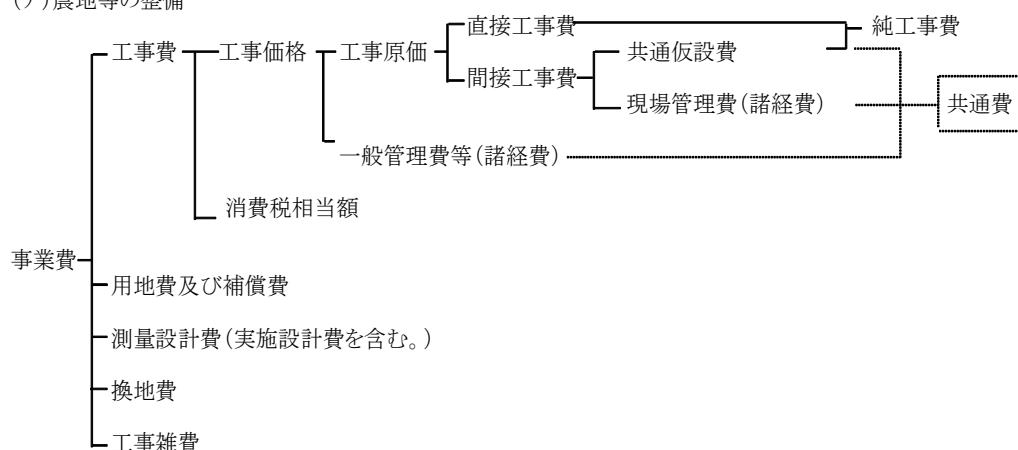 農地等の整備
直接工事費 純工事費
工事費 工事価格 工事原価 共通仮設費
間接工事費
現場管理費(諸経費) 共通費
一般管理費等(諸経費)
消費税相当額
事業費
用地費及び補償費
測量設計費(実施設計費を含む。)
換地費
工事雑費